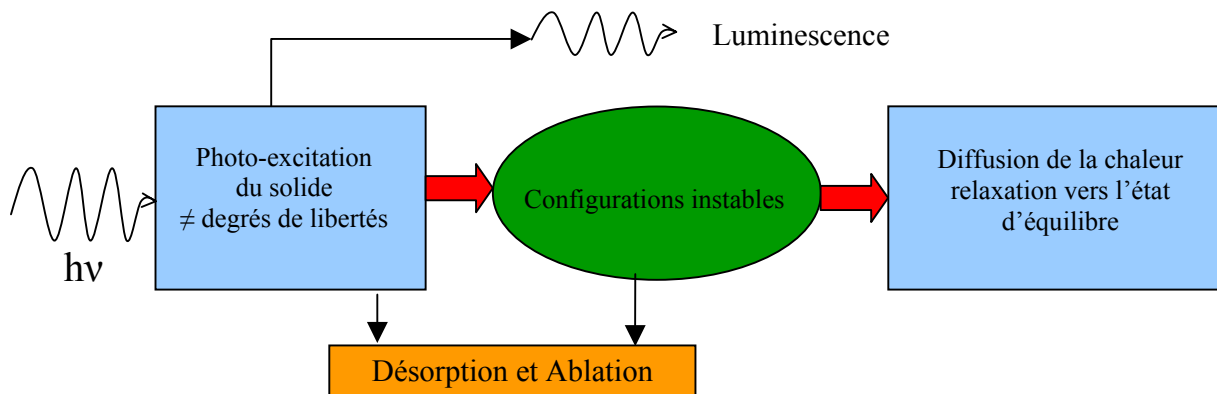 Luminescence
Photo-excitation
du solide
≠ degrés de libertés
hν
Configurations instables
Diffusion de la chaleur
relaxation vers l’état
d’équilibre
Désorption et Ablation